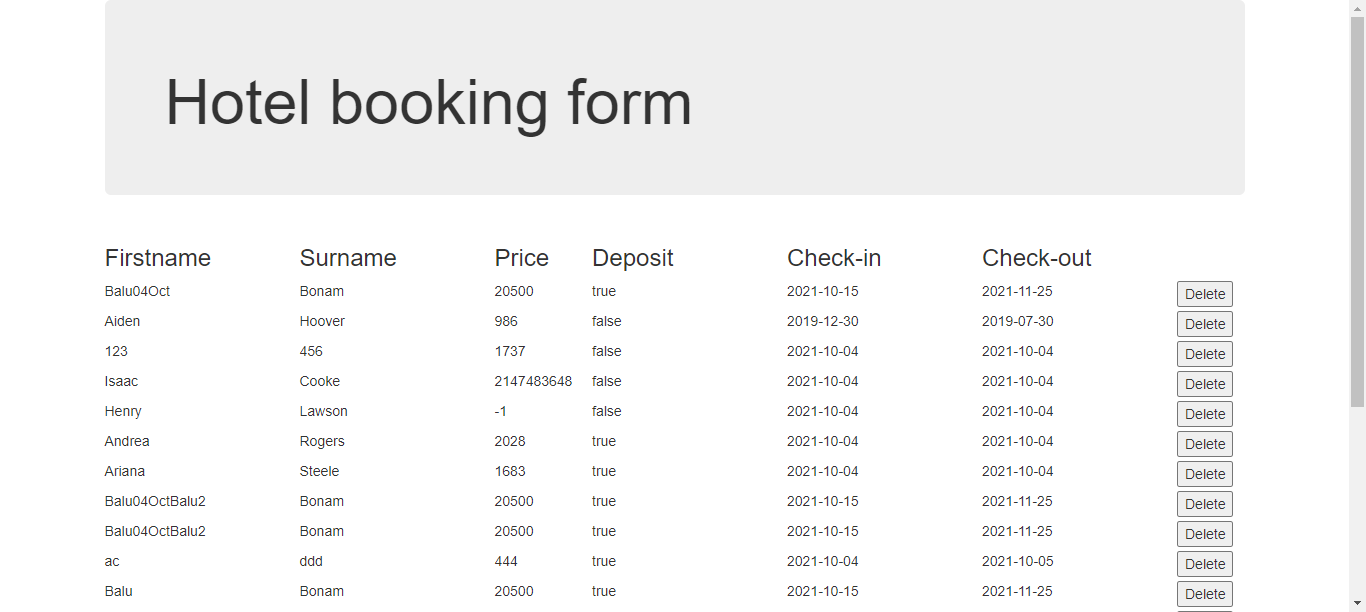 Hotel booking form
Firstname Surname Price Deposit Check-in Check-out
Balu04Oct Bonam 20500 true 2021-10-15 2021-11-25 Delete
Aiden Hoover 986 false 2019-12-30 2019-07-30 Delete
123 456 1737 false 2021-10-04 2021-10-04 Delete
Isaac Cooke 2147483648 false 2021-10-04 2021-10-04 Delete
Henry Lawson -1 false 2021-10-04 2021-10-04 Delete
Andrea Rogers 2028 true 2021-10-04 2021-10-04 Delete
Ariana Steele 1683 true 2021-10-04 2021-10-04 Delete
Balu04OctBalu2 Bonam 20500 true 2021-10-15 2021-11-25 Delete
Balu04OctBalu2 Bonam 20500 true 2021-10-15 2021-11-25 Delete
ac ddd 444 true 2021-10-04 2021-10-05 Delete
Balu Bonam 20500 true 2021-10-15 2021-11-25 Delete